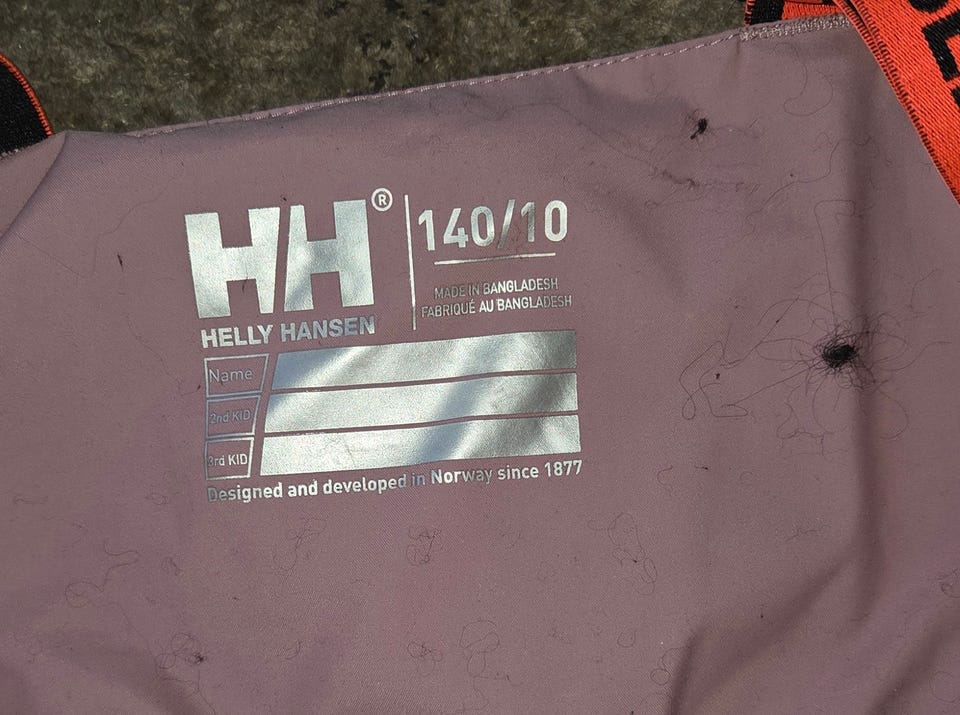 HH®
HELLY HANSEN
140/10
MADE IN BANGLADESH
FABRIQUÉ AU BANGLADESH
Name
2nd KID
3rd KID
Designed and developed in Norway since 1877